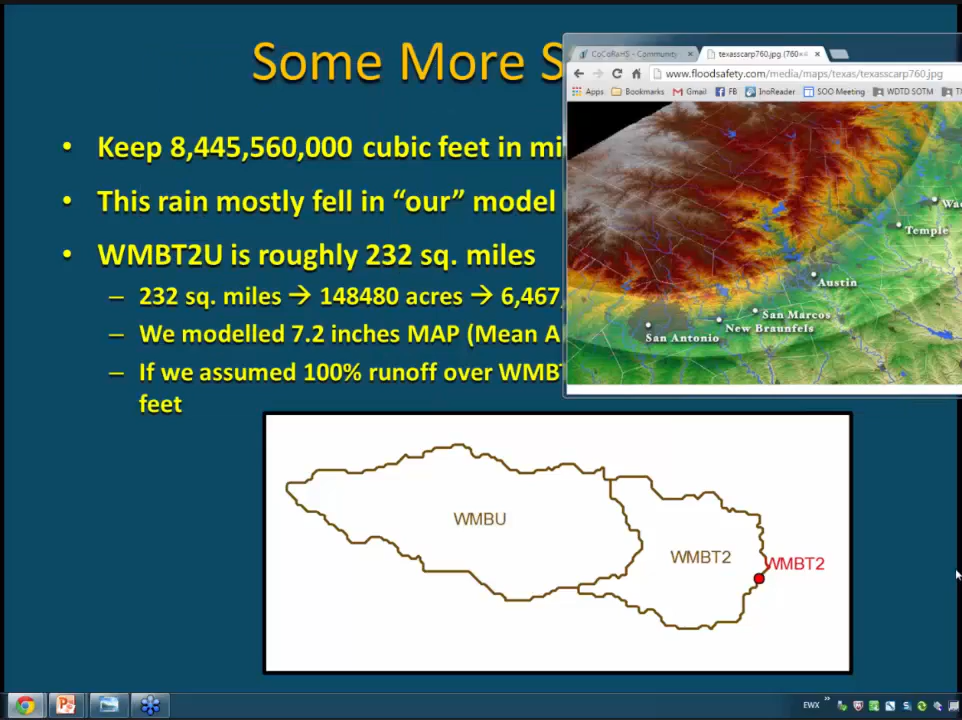 Some More S
CoCoRaHS - Community
texasscarp760.jpg (760×4
www.floodsafety.com/media/maps/texas/texasscarp760.jpg
Apps Bookmarks Gmail FB InoReader SOO Meeting WDTD SOTM
• Keep 8,445,560,000 cubic feet in mi
• This rain mostly fell in “our” model
• WMBT2U is roughly 232 sq. miles
– 232 sq. miles → 148480 acres → 6,467,
– We modelled 7.2 inches MAP (Mean A
– If we assumed 100% runoff over WMBT
feet
Wac
Temple
Austin
San Marcos
New Braunfels
San Antonio
WMBU
WMBT2
WMBT2
EWX